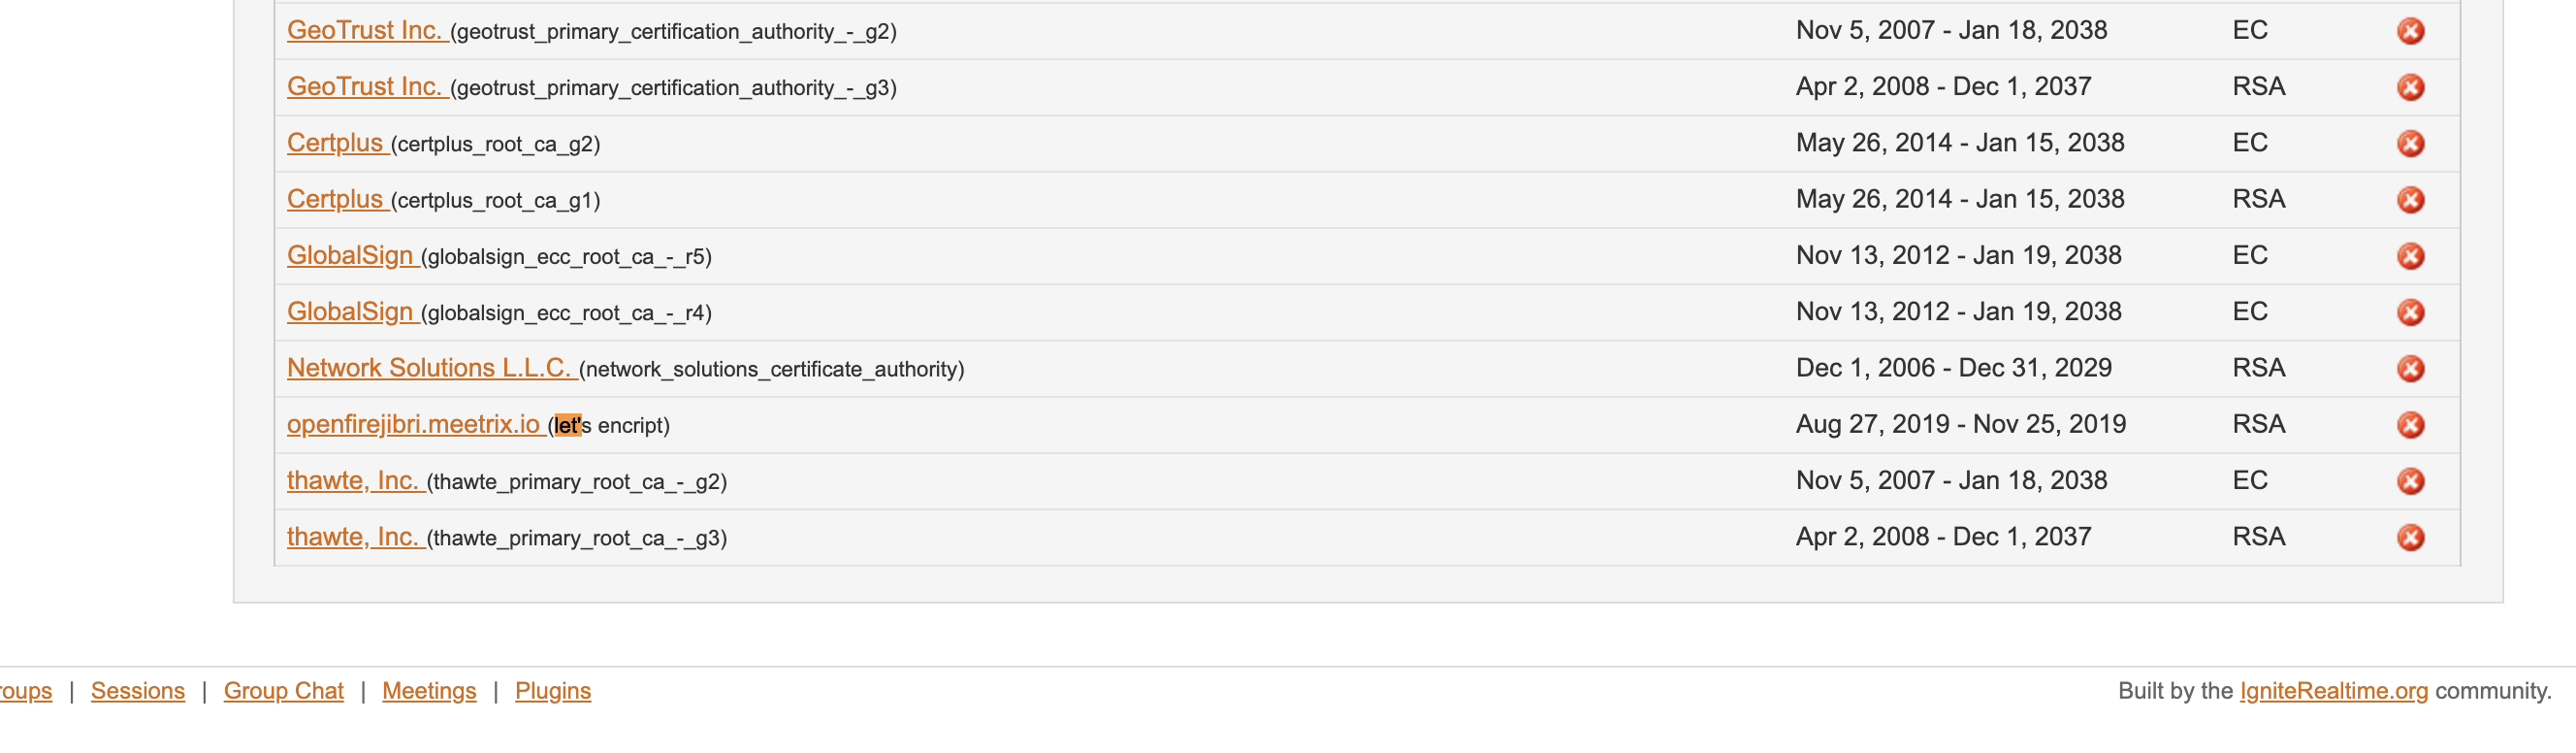 GeoTrust Inc. (geotrust_primary_certification_authority_-_g2) Nov 5, 2007 - Jan 18, 2038 EC
GeoTrust Inc. (geotrust_primary_certification_authority_-_g3) Apr 2, 2008 - Dec 1, 2037 RSA
Certplus (certplus_root_ca_g2) May 26, 2014 - Jan 15, 2038 EC
Certplus (certplus_root_ca_g1) May 26, 2014 - Jan 15, 2038 RSA
GlobalSign (globalsign_ecc_root_ca_-_r5) Nov 13, 2012 - Jan 19, 2038 EC
GlobalSign (globalsign_ecc_root_ca_-_r4) Nov 13, 2012 - Jan 19, 2038 EC
Network Solutions L.L.C. (network_solutions_certificate_authority) Dec 1, 2006 - Dec 31, 2029 RSA
openfirejibri.meetrix.io (let's encript) Aug 27, 2019 - Nov 25, 2019 RSA
thawte, Inc. (thawte_primary_root_ca_-_g2) Nov 5, 2007 - Jan 18, 2038 EC
thawte, Inc. (thawte_primary_root_ca_-_g3) Apr 2, 2008 - Dec 1, 2037 RSA
roups | Sessions | Group Chat | Meetings | Plugins Built by the IgniteRealtime.org community.